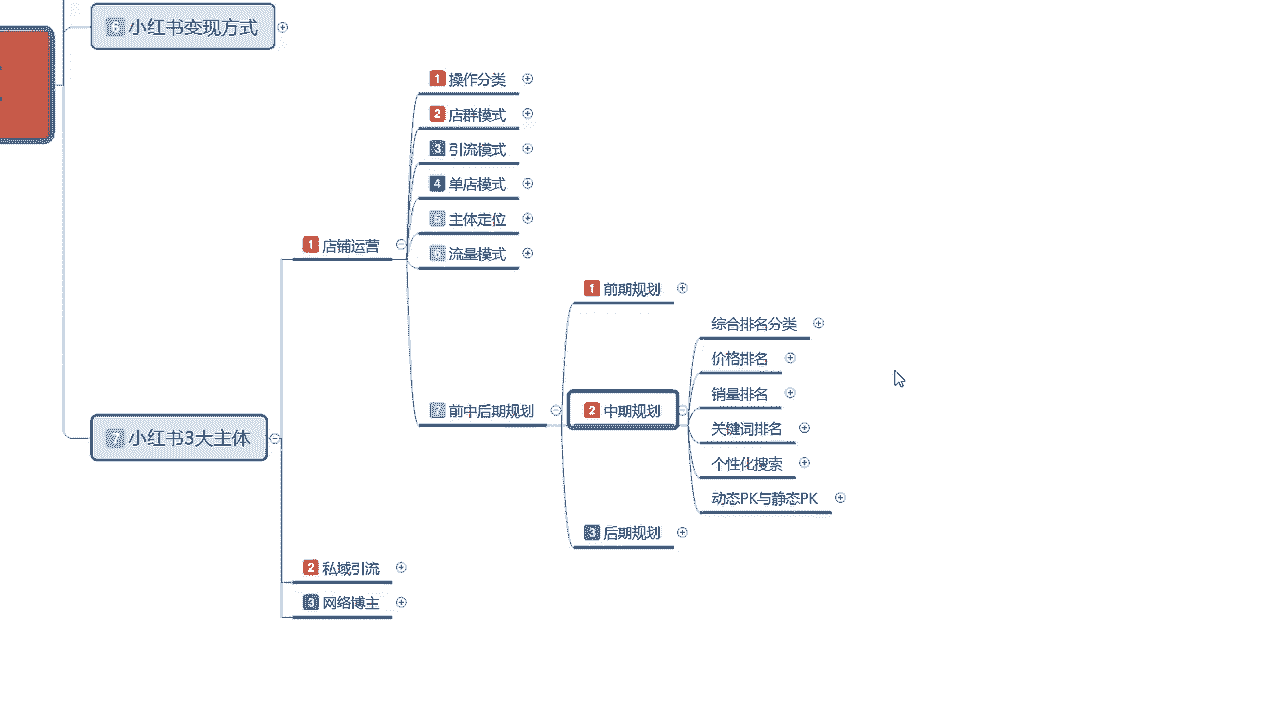 6 小红书变现方式
1 操作分类
2 店群模式
3 引流模式
4 单店模式
主体定位
流量模式
1 店铺运营
1 前期规划
综合排名分类
价格排名
销量排名
7 前中后期规划
2 中期规划
关键词排名
7 小红书3大主体
个性化搜索
动态PK与静态PK
3 后期规划
2 私域引流
3 网络博主